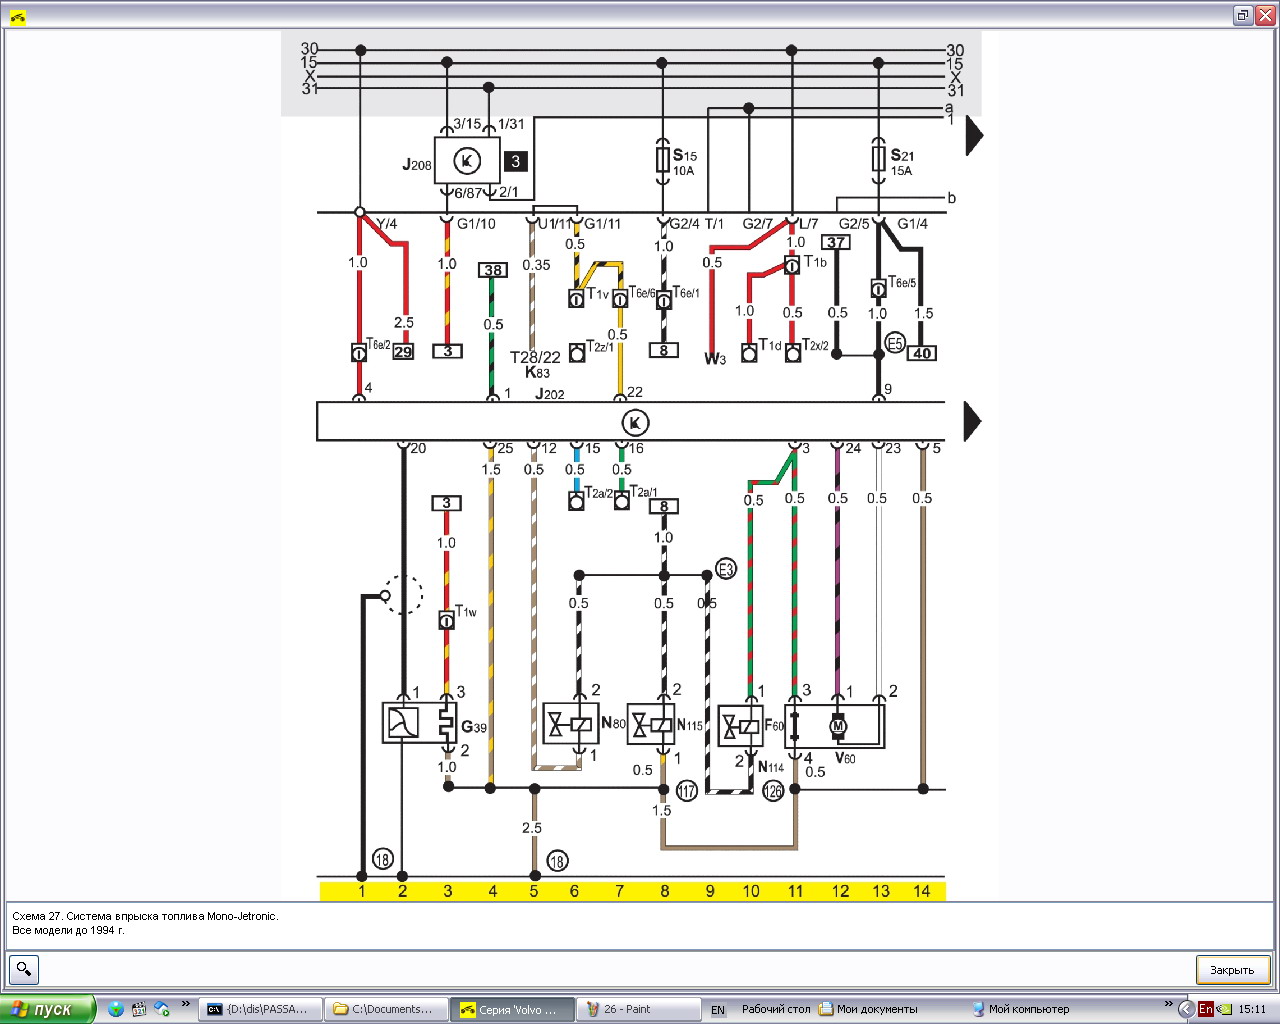 30 30
15 15
X X
31 31
a
1
3/15 1/31
J208 K 3
S15
10A
S21
15A
6/87 2/1
b
Y/4 G1/10 U1/11 G1/11 G2/4 T/1 G2/7 L/7 G2/5 G1/4
0.5 1.0 1.0 37
1.0 1.0 38 0.35 0.5 T1b
T1v T6e/6 T6e/1 T6e/5
2.5 0.5 0.5 1.0 0.5 0.5 1.0 1.5
T6e/2 29 3 T28/22 T2z/1 8 W3 T1d T2x/2 E5 40
K83
4 1 J202 22 9
K
20 25 12 15 16 3 24 23 5
1.5 0.5 0.5 0.5
T2a/2 T2a/1
3 8 0.5 0.5 0.5 0.5 0.5
1.0 1.0
E3
0.5 0.5 0.5
T1w
1 3 2 2 1 3 1 2
G39 N80 N115 F60 M
2 1 1 2 N114 4 V60
1.0 0.5 0.5
117 126
1.5
2.5
18 18
1 2 3 4 5 6 7 8 9 10 11 12 13 14
Схема 27. Система впрыска топлива Mono-Jetronic.
Все модели до 1994 г.
Закрыть
пуск {D:\dis\PASSA... C:\Documents... Серия 'Volvo ... 26 - Paint EN Рабочий стол Мои документы Мой компьютер En 15:11